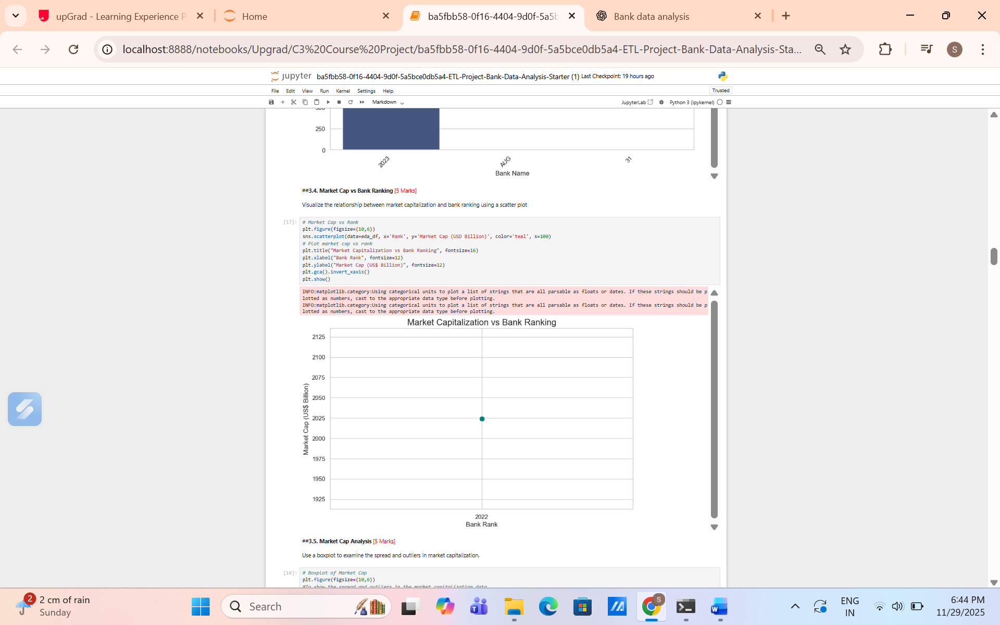 upGrad - Learning Experience P
Home
ba5fbb58-0f16-4404-9d0f-5a5b
Bank data analysis
localhost:8888/notebooks/Upgrad/C3%20Course%20Project/ba5fbb58-0f16-4404-9d0f-5a5bce0db5a4-ETL-Project-Bank-Data-Analysis-Sta...
S
jupyter ba5fbb58-0f16-4404-9d0f-5a5bce0db5a4-ETL-Project-Bank-Data-Analysis-Starter (1) Last Checkpoint: 19 hours ago
File Edit View Run Kernel Settings Help
Trusted
Markdown
JupyterLab
Python 3 (ipykernel)
250
0
2023
AUG
31
Bank Name
##3.4. Market Cap vs Bank Ranking [5 Marks]
Visualize the relationship between market capitalization and bank ranking using a scatter plot
[17]:
# Market Cap vs Rank
plt.figure(figsize=(10,6))
sns.scatterplot(data=eda_df, x='Rank', y='Market Cap (USD Billion)', color='teal', s=100)
# Plot market cap vs rank
plt.title("Market Capitalization vs Bank Ranking", fontsize=16)
plt.xlabel("Bank Rank", fontsize=12)
plt.ylabel("Market Cap (US$ Billion)", fontsize=12)
plt.gca().invert_xaxis()
plt.show()
INFO:matplotlib.category:Using categorical units to plot a list of strings that are all parsable as floats or dates. If these strings should be p
lotted as numbers, cast to the appropriate data type before plotting.
INFO:matplotlib.category:Using categorical units to plot a list of strings that are all parsable as floats or dates. If these strings should be p
lotted as numbers, cast to the appropriate data type before plotting.
Market Capitalization vs Bank Ranking
Market Cap (US$ Billion)
2125
2100
2075
2050
2025
2000
1975
1950
1925
2022
Bank Rank
##3.5. Market Cap Analysis [5 Marks]
Use a boxplot to examine the spread and outliers in market capitalization.
[18]:
# Boxplot of Market Cap
plt.figure(figsize=(10,6))
#To show the spread and outliers in the market capitalization data
2
2 cm of rain
Sunday
Search
S
ENG
IN
6:44 PM
11/29/2025